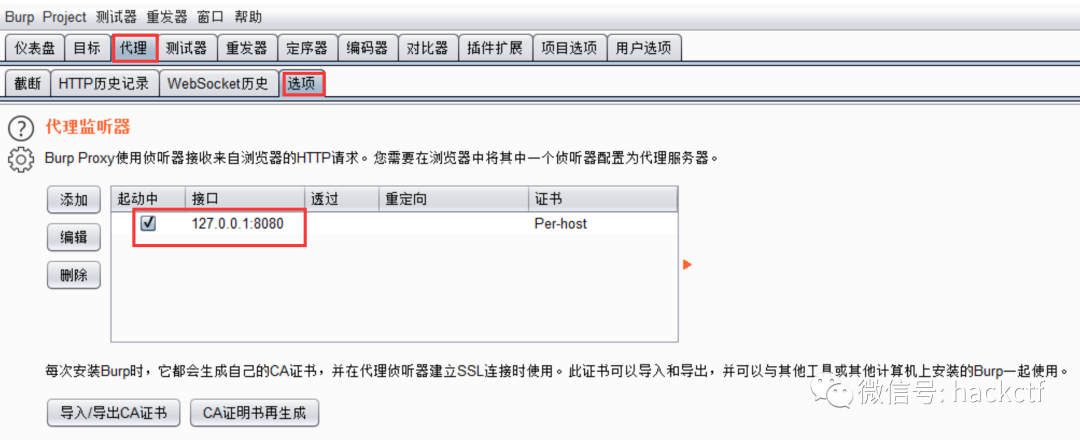 Burp Project 测试器 重发器 窗口 帮助
仪表盘 目标 代理 测试器 重发器 定序器 编码器 对比器 插件扩展 项目选项 用户选项
截断 HTTP历史记录 WebSocket历史 选项
? 代理监听器
Burp Proxy使用侦听器接收来自浏览器的HTTP请求。您需要在浏览器中将其中一个侦听器配置为代理服务器。
添加 起动中 接口 透过 重定向 证书
127.0.0.1:8080 Per-host
编辑
删除
每次安装Burp时，它都会生成自己的CA证书，并在代理侦听器建立SSL连接时使用。此证书可以导入和导出，并可以与其他工具或其他计算机上安装的Burp一起使用。
微信号: hackctf
导入/导出CA证书 CA证明书再生成